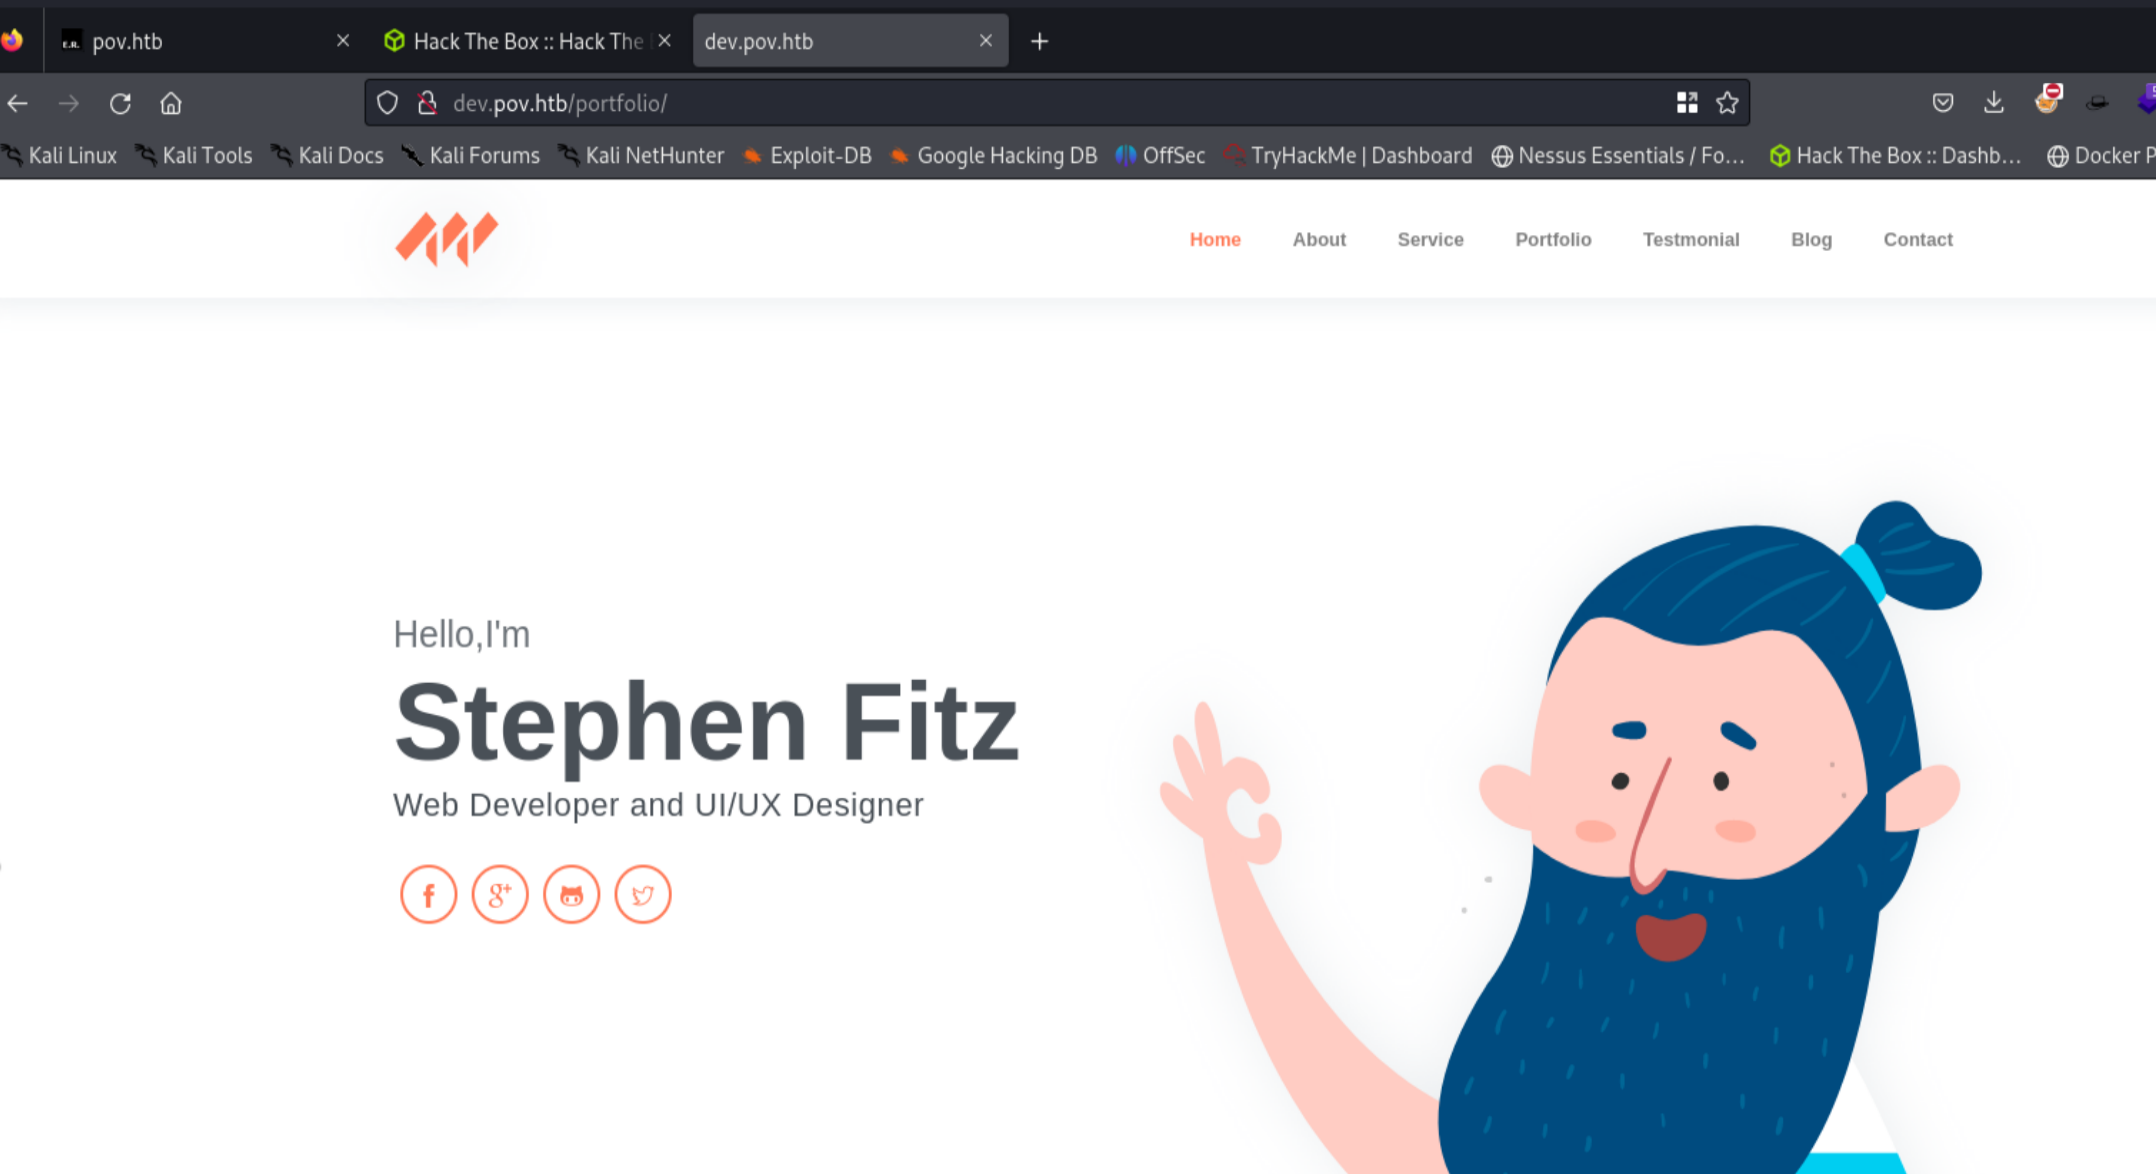 E.R. pov.htb Hack The Box :: Hack The dev.pov.htb
dev.pov.htb/portfolio/
Kali Linux Kali Tools Kali Docs Kali Forums Kali NetHunter Exploit-DB Google Hacking DB OffSec TryHackMe | Dashboard Nessus Essentials / Fo... Hack The Box :: Dashb... Docker P
Home About Service Portfolio Testmonial Blog Contact
Hello,I'm
Stephen Fitz
Web Developer and UI/UX Designer